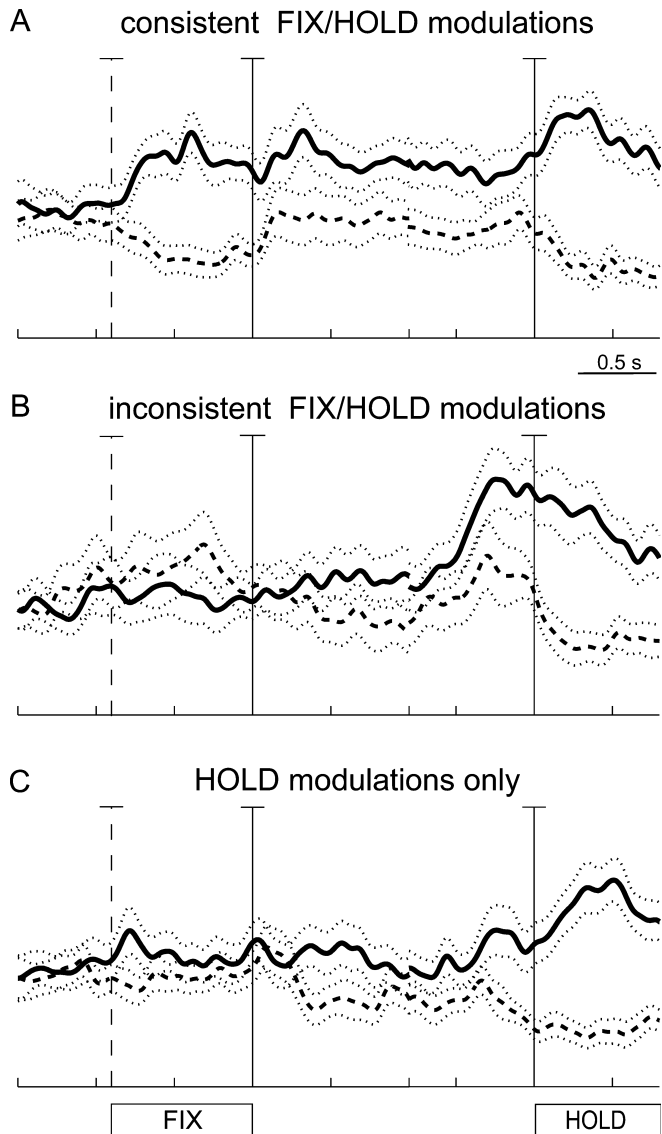 A consistent FIX/HOLD modulations
0.5 s
B inconsistent FIX/HOLD modulations
C HOLD modulations only
FIX HOLD